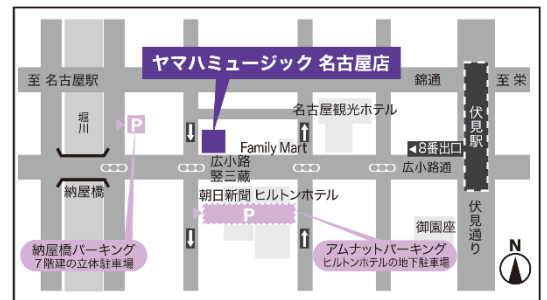 ヤマハミュージック 名古屋店
至 名古屋駅
錦通
至 栄
堀川
P
名古屋観光ホテル
伏見駅
Family Mart
◀8番出口
広小路
竪三蔵
広小路通
納屋橋
朝日新聞 ヒルトンホテル
P
伏見通り
御園座
納屋橋パーキング
7階建の立体駐車場
アムナットパーキング
ヒルトンホテルの地下駐車場
N